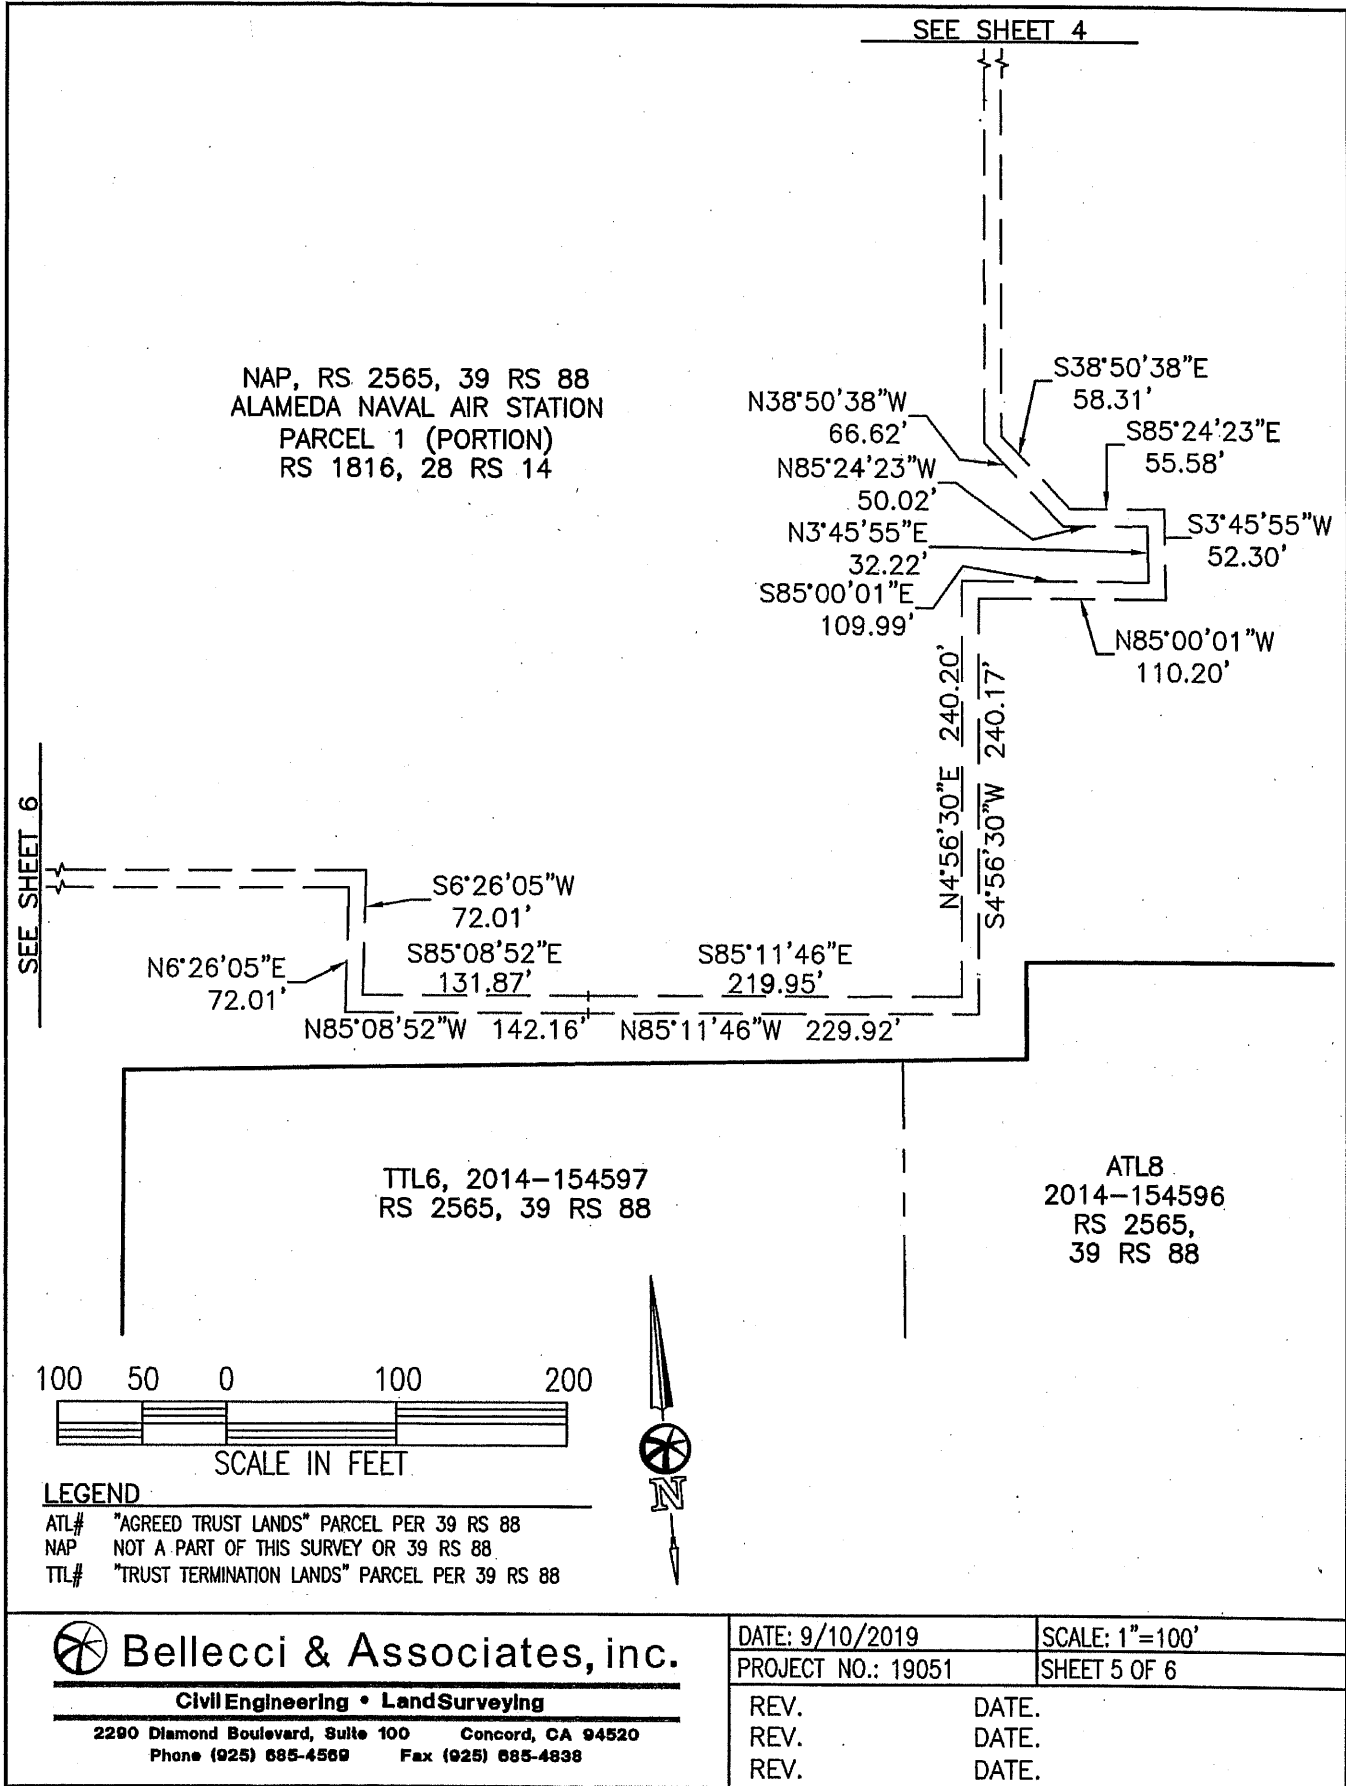 SEE SHEET 4
NAP, RS 2565, 39 RS 88
ALAMEDA NAVAL AIR STATION
PARCEL 1 (PORTION)
RS 1816, 28 RS 14
S38°50'38"E
58.31'
N38°50'38"W
66.62'
S85°24'23"E
55.58'
N85°24'23"W
50.02'
S3°45'55"W
52.30'
N3°45'55"E
32.22'
S85°00'01"E
109.99'
N85°00'01"W
110.20'
N4°56'30"E 240.20'
S4°56'30"W 240.17'
SEE SHEET 6
S6°26'05"W
72.01'
N6°26'05"E
72.01'
S85°08'52"E
131.87'
S85°11'46"E
219.95'
N85°08'52"W 142.16'
N85°11'46"W 229.92'
TTL6, 2014-154597
RS 2565, 39 RS 88
ATL8
2014-154596
RS 2565,
39 RS 88
100 50 0 100 200
SCALE IN FEET
N
LEGEND
ATL# "AGREED TRUST LANDS" PARCEL PER 39 RS 88
NAP NOT A PART OF THIS SURVEY OR 39 RS 88
TTL# "TRUST TERMINATION LANDS" PARCEL PER 39 RS 88
Bellecci & Associates, inc.
Civil Engineering • Land Surveying
2290 Diamond Boulevard, Suite 100 Concord, CA 94520
Phone (925) 685-4569 Fax (925) 685-4838
DATE: 9/10/2019
SCALE: 1"=100'
PROJECT NO.: 19051
SHEET 5 OF 6
REV. DATE.
REV. DATE.
REV. DATE.